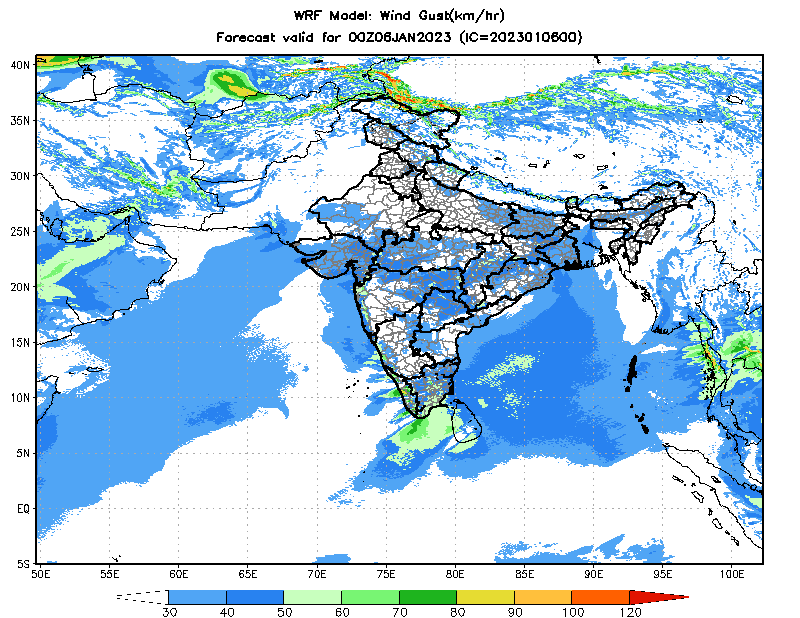 WRF Model: Wind Gust(km/hr)
Forecast valid for 00Z06JAN2023 (IC=2023010600)
40N
35N
30N
25N
20N
15N
10N
5N
EQ
5S
50E 55E 60E 65E 70E 75E 80E 85E 90E 95E 100E
30 40 50 60 70 80 90 100 120